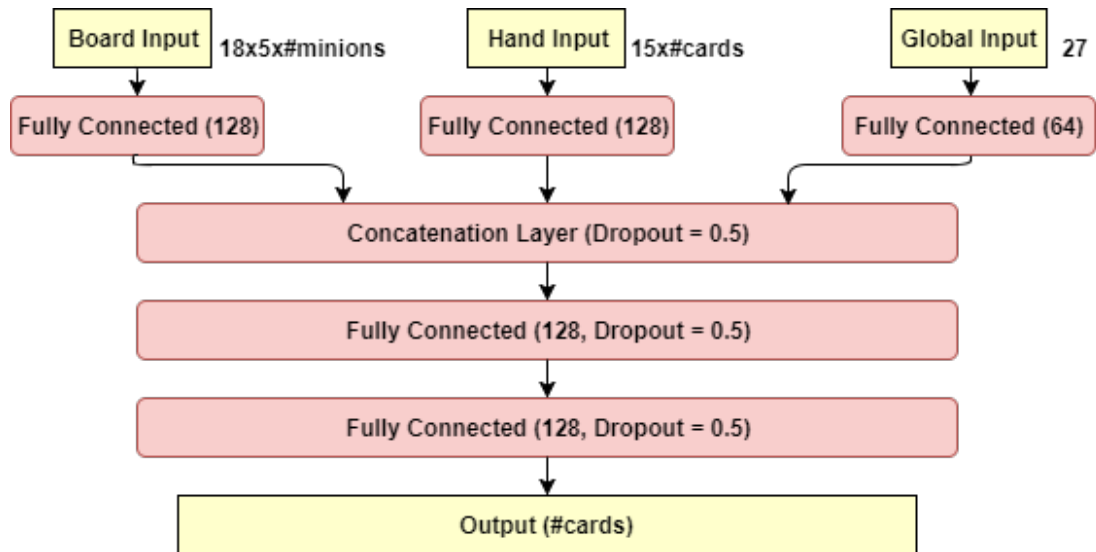 Board Input
18x5x#minions
Hand Input
15x#cards
Global Input
27
Fully Connected (128)
Fully Connected (128)
Fully Connected (64)
Concatenation Layer (Dropout = 0.5)
Fully Connected (128, Dropout = 0.5)
Fully Connected (128, Dropout = 0.5)
Output (#cards)